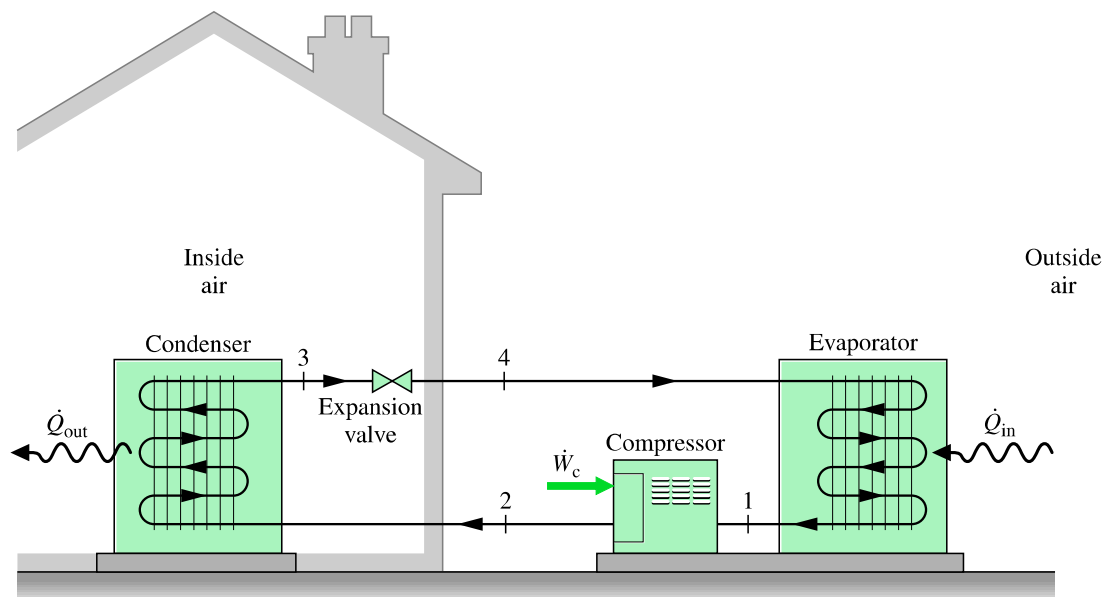 Inside
air
Outside
air
Condenser
3
4
Evaporator
Expansion
valve
Q̇out
Compressor
Q̇in
Ẇc
2
1